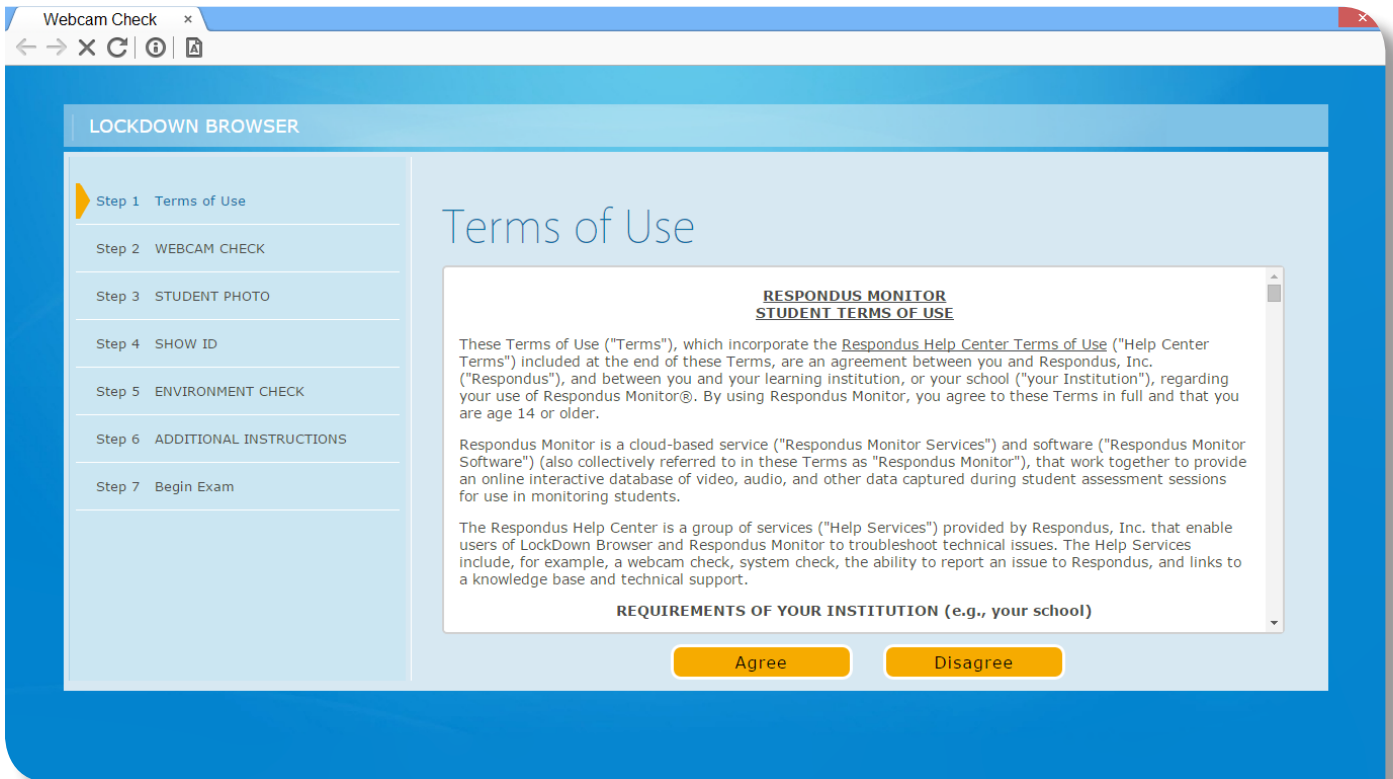 Webcam Check ×
LOCKDOWN BROWSER
Step 1 Terms of Use
Step 2 WEBCAM CHECK
Step 3 STUDENT PHOTO
Step 4 SHOW ID
Step 5 ENVIRONMENT CHECK
Step 6 ADDITIONAL INSTRUCTIONS
Step 7 Begin Exam
Terms of Use
RESPONDUS MONITOR
STUDENT TERMS OF USE
These Terms of Use ("Terms"), which incorporate the Respondus Help Center Terms of Use ("Help Center
Terms") included at the end of these Terms, are an agreement between you and Respondus, Inc.
("Respondus"), and between you and your learning institution, or your school ("your Institution"), regarding
your use of Respondus Monitor®. By using Respondus Monitor, you agree to these Terms in full and that you
are age 14 or older.
Respondus Monitor is a cloud-based service ("Respondus Monitor Services") and software ("Respondus Monitor
Software") (also collectively referred to in these Terms as "Respondus Monitor"), that work together to provide
an online interactive database of video, audio, and other data captured during student assessment sessions
for use in monitoring students.
The Respondus Help Center is a group of services ("Help Services") provided by Respondus, Inc. that enable
users of LockDown Browser and Respondus Monitor to troubleshoot technical issues. The Help Services
include, for example, a webcam check, system check, the ability to report an issue to Respondus, and links to
a knowledge base and technical support.
REQUIREMENTS OF YOUR INSTITUTION (e.g., your school)
Agree Disagree